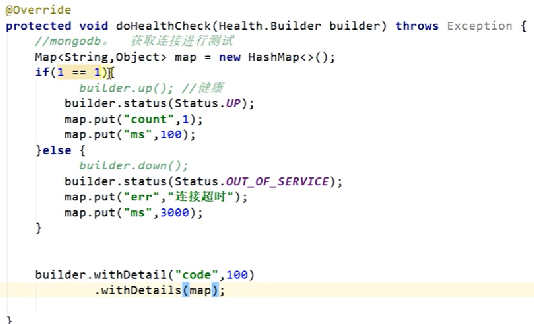 @Override
protected void doHealthCheck(Health.Builder builder) throws Exception {
    //mongodb。  获取连接进行测试
    Map<String,Object> map = new HashMap<>();
    if(1 == 1){
//          builder.up(); //健康
        builder.status(Status.UP);
        map.put("count",1);
        map.put("ms",100);
    }else {
//          builder.down();
        builder.status(Status.OUT_OF_SERVICE);
        map.put("err","连接超时");
        map.put("ms",3000);
    }
    builder.withDetail("code",100)
            .withDetails(map);
}